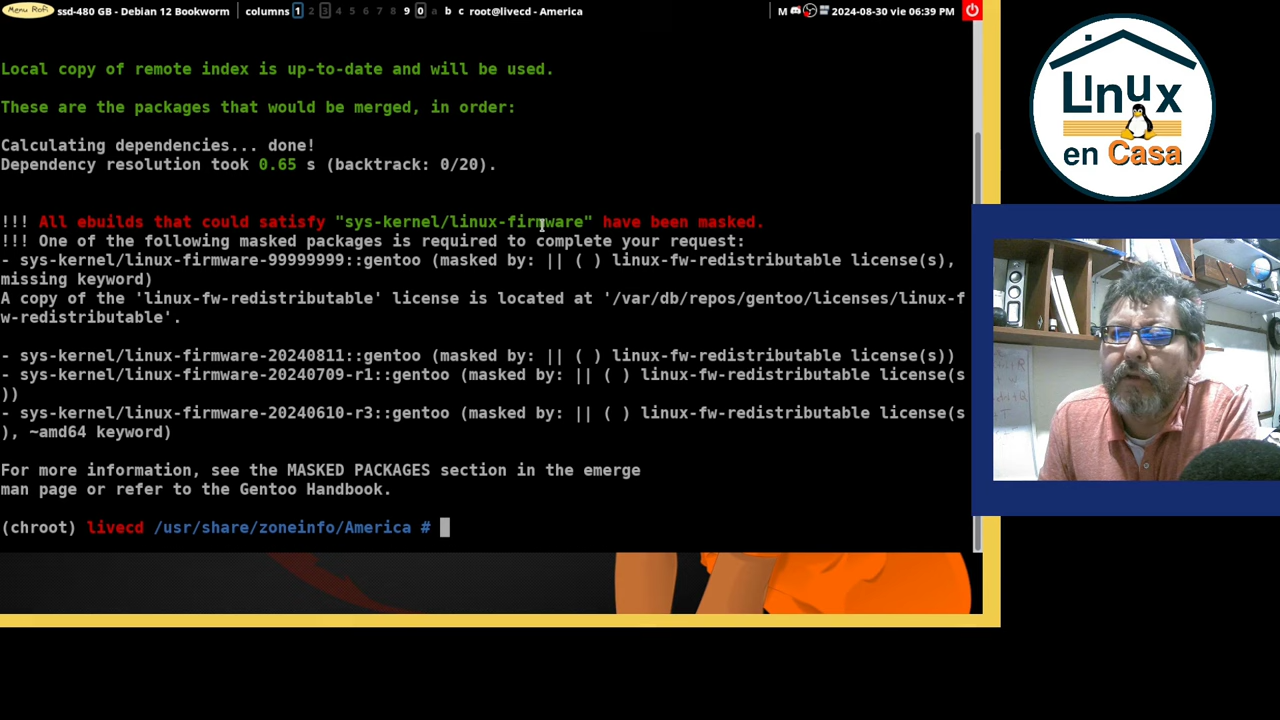 Menu Rofi ssd-480 GB - Debian 12 Bookworm columns 1 2 3 4 5 6 7 8 9 0 a b c root@livecd - America M 2024-08-30 vie 06:39 PM
Local copy of remote index is up-to-date and will be used.
These are the packages that would be merged, in order:
Calculating dependencies... done!
Dependency resolution took 0.65 s (backtrack: 0/20).
!!! All ebuilds that could satisfy "sys-kernel/linux-firmware" have been masked.
!!! One of the following masked packages is required to complete your request:
- sys-kernel/linux-firmware-99999999::gentoo (masked by: || ( ) linux-fw-redistributable license(s),
missing keyword)
A copy of the 'linux-fw-redistributable' license is located at '/var/db/repos/gentoo/licenses/linux-f
w-redistributable'.
- sys-kernel/linux-firmware-20240811::gentoo (masked by: || ( ) linux-fw-redistributable license(s))
- sys-kernel/linux-firmware-20240709-r1::gentoo (masked by: || ( ) linux-fw-redistributable license(s
))
- sys-kernel/linux-firmware-20240610-r3::gentoo (masked by: || ( ) linux-fw-redistributable license(s
), ~amd64 keyword)
For more information, see the MASKED PACKAGES section in the emerge
man page or refer to the Gentoo Handbook.
(chroot) livecd /usr/share/zoneinfo/America #
Linux
en Casa